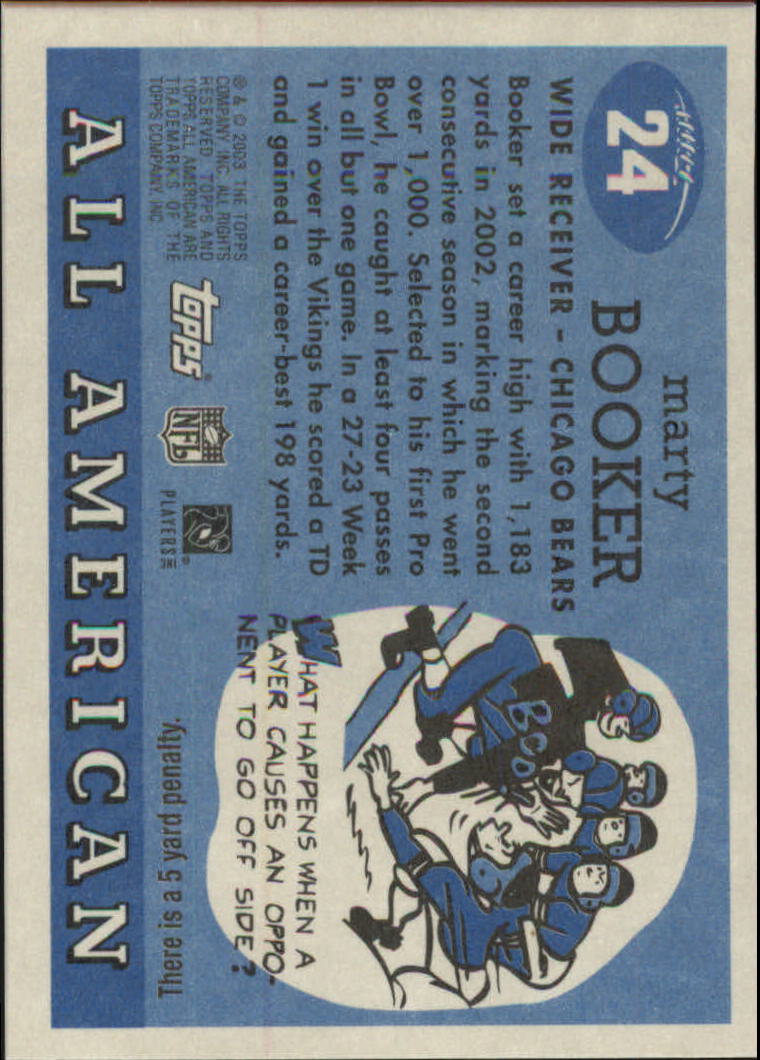 24
marty
BOOKER
WIDE RECEIVER - CHICAGO BEARS
Booker set a career high with 1,183
yards in 2002, marking the second
consecutive season in which he went
over 1,000. Selected to his first Pro
Bowl, he caught at least four passes
in all but one game. In a 27-23 Week
1 win over the Vikings he scored a TD
and gained a career-best 198 yards.
® & © 2003 THE TOPPS
COMPANY, INC. ALL RIGHTS
RESERVED. TOPPS AND
TOPPS ALL AMERICAN ARE
TRADEMARKS OF THE
TOPPS COMPANY, INC.
topps®
NFL
PLAYERS INC
BOO
WHAT HAPPENS WHEN A
PLAYER CAUSES AN OPPO-
NENT TO GO OFF SIDE?
There is a 5 yard penalty.
ALL AMERICAN